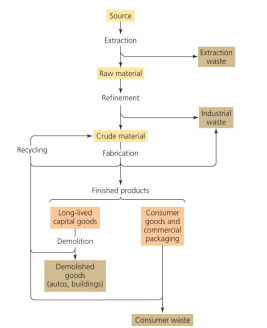 Source
Extraction
Extraction
waste
Raw material
Refinement
Industrial
waste
Crude material
Recycling
Fabrication
Finished products
Long-lived
capital goods
Consumer
goods and
commercial
packaging
Demolition
Demolished
goods
(autos, buildings)
Consumer waste